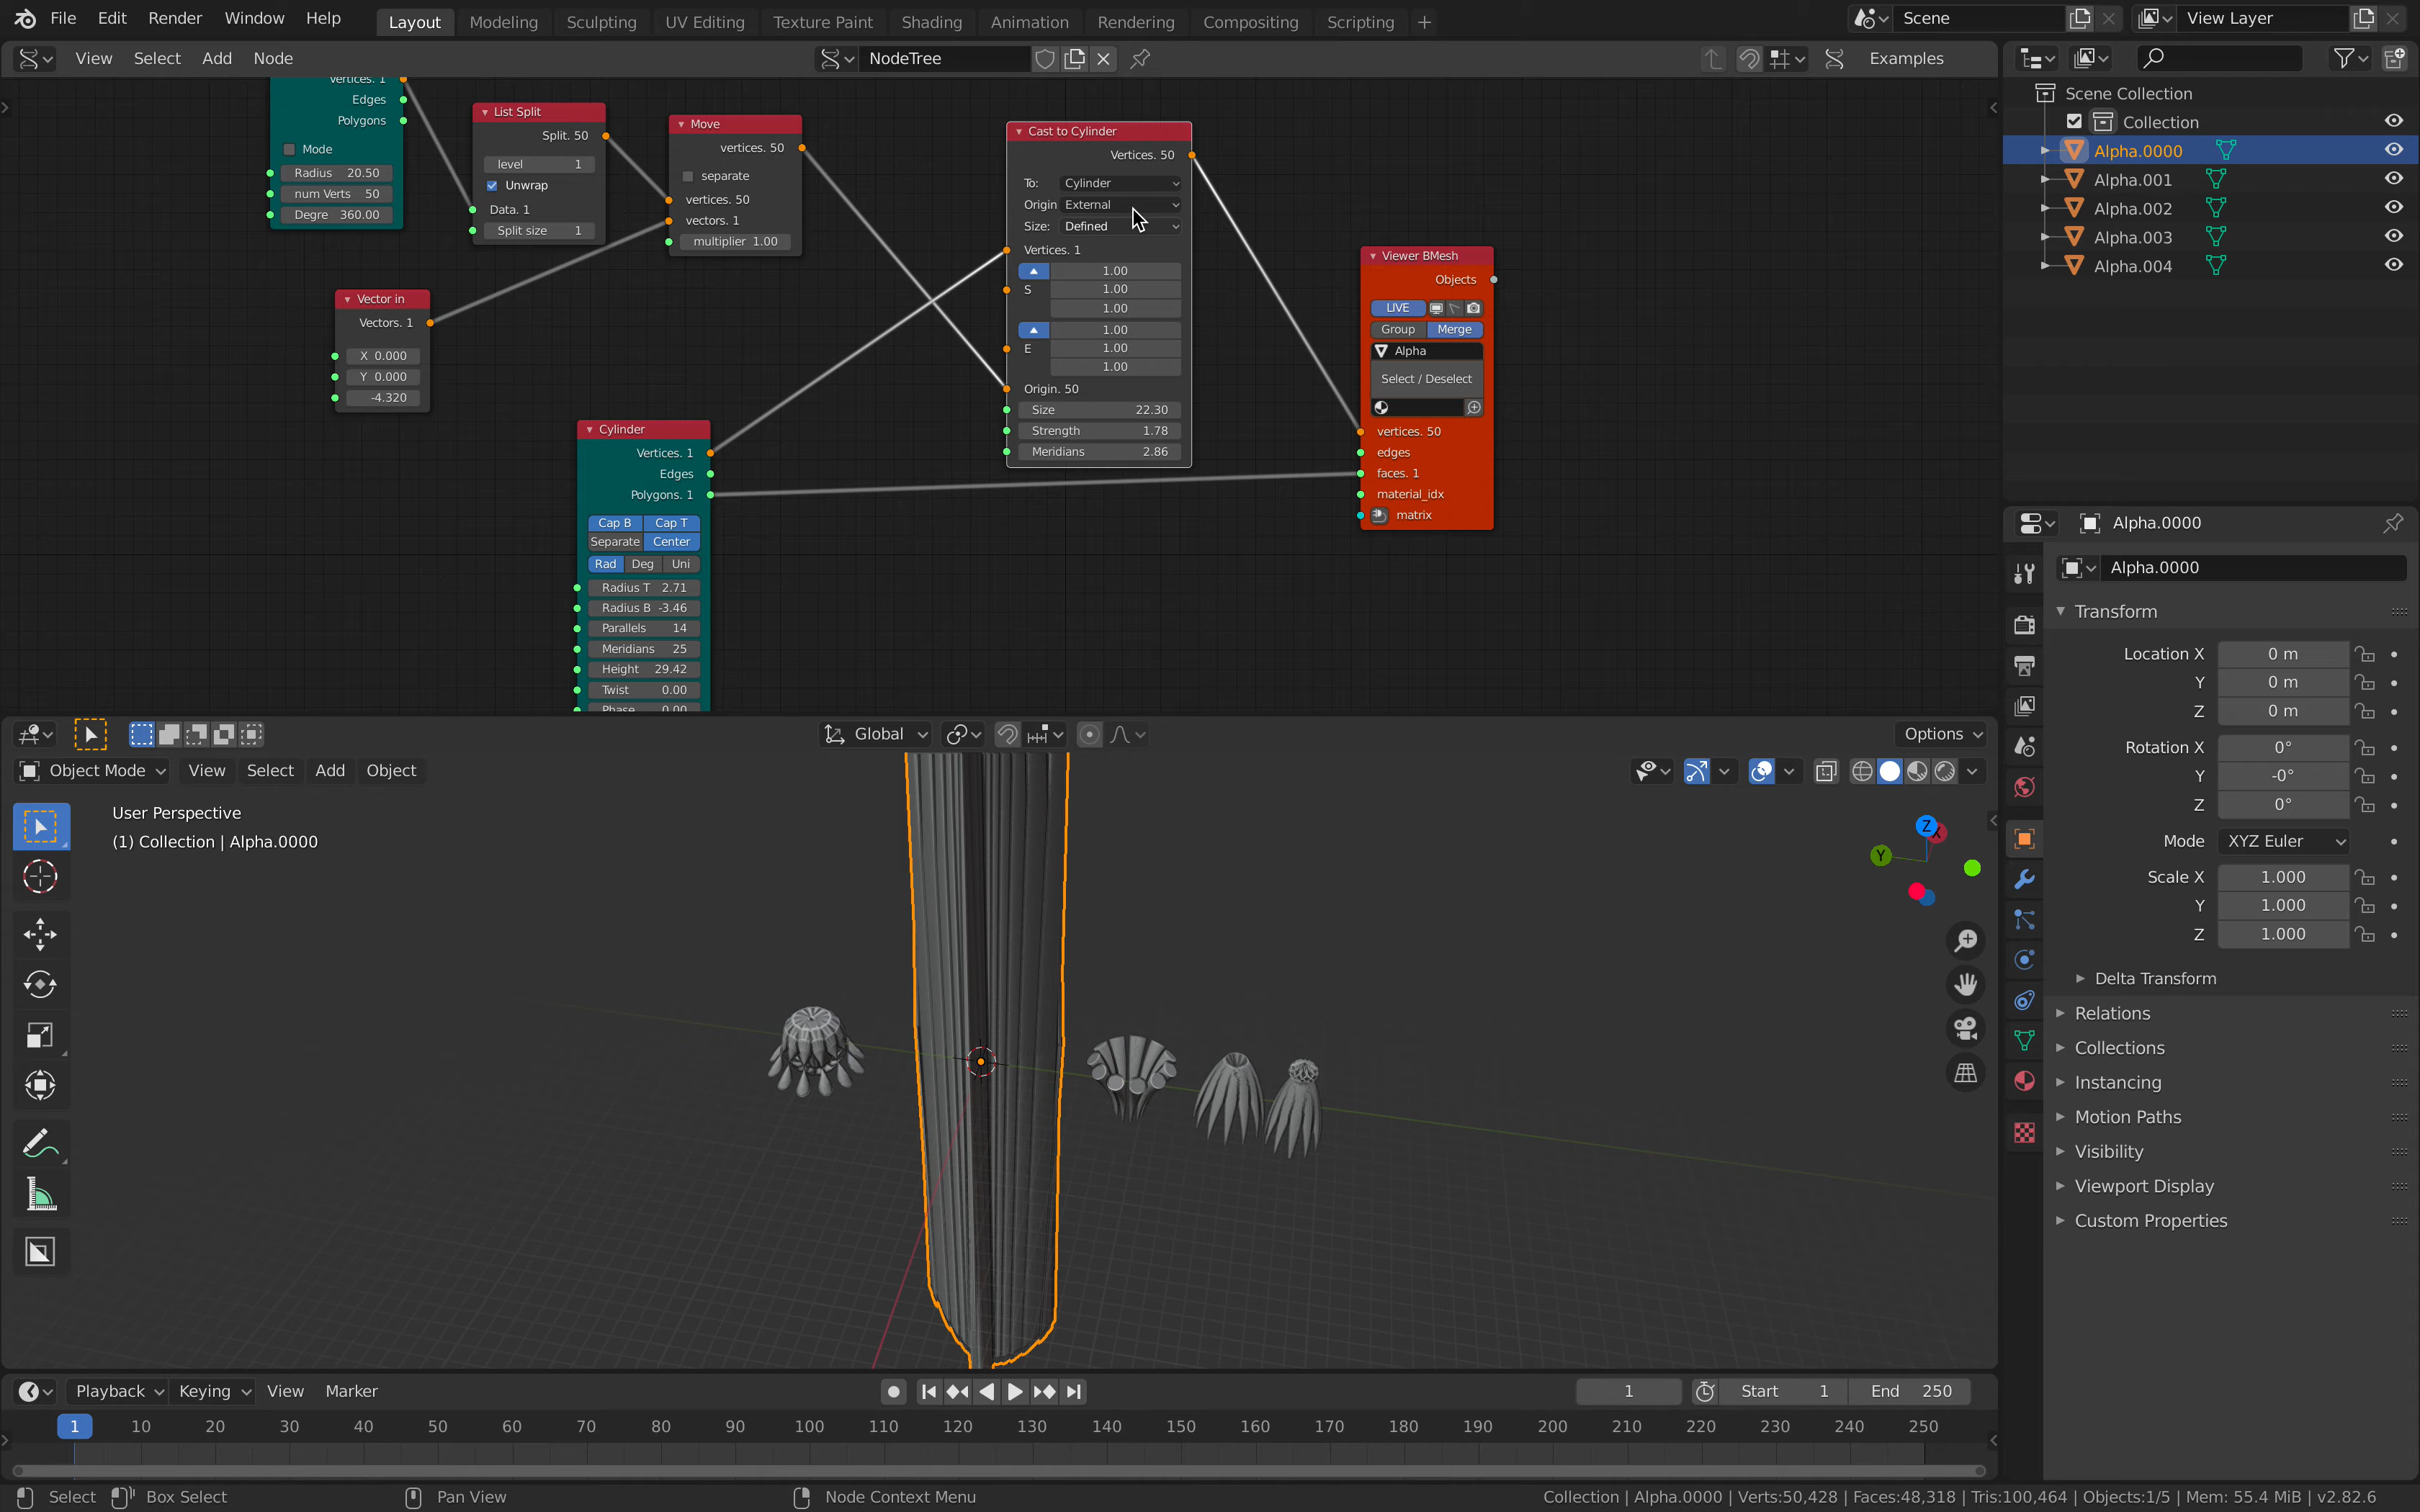 File Edit Render Window Help Layout Modeling Sculpting UV Editing Texture Paint Shading Animation Rendering Compositing Scripting + Scene View Layer
View Select Add Node NodeTree Examples
Vertices. 1
Edges
Polygons
Mode
Radius 20.50
num Verts 50
Degre 360.00
List Split
Split. 50
level 1
Unwrap
Data. 1
Split size 1
Move
vertices. 50
separate
vertices. 50
vectors. 1
multiplier 1.00
Vector in
Vectors. 1
X 0.000
Y 0.000
-4.320
Cast to Cylinder
Vertices. 50
To: Cylinder
Origin External
Size: Defined
Vertices. 1
1.00
S 1.00
1.00
1.00
E 1.00
1.00
Origin. 50
Size 22.30
Strength 1.78
Meridians 2.86
Viewer BMesh
Objects
LIVE
Group Merge
Alpha
Select / Deselect
vertices. 50
edges
faces. 1
material_idx
matrix
Cylinder
Vertices. 1
Edges
Polygons. 1
Cap B Cap T
Separate Center
Rad Deg Uni
Radius T 2.71
Radius B -3.46
Parallels 14
Meridians 25
Height 29.42
Twist 0.00
Phase 0.00
Scene Collection
Collection
Alpha.0000
Alpha.001
Alpha.002
Alpha.003
Alpha.004
Alpha.0000
Alpha.0000
Transform
Location X 0 m
Y 0 m
Z 0 m
Rotation X 0°
Y -0°
Z 0°
Mode XYZ Euler
Scale X 1.000
Y 1.000
Z 1.000
Delta Transform
Relations
Collections
Instancing
Motion Paths
Visibility
Viewport Display
Custom Properties
Global Options
Object Mode View Select Add Object
User Perspective
(1) Collection | Alpha.0000
Z
X
Y
Playback Keying View Marker 1 Start 1 End 250
1 10 20 30 40 50 60 70 80 90 100 110 120 130 140 150 160 170 180 190 200 210 220 230 240 250
Select Box Select Pan View Node Context Menu Collection | Alpha.0000 | Verts:50,428 | Faces:48,318 | Tris:100,464 | Objects:1/5 | Mem: 55.4 MiB | v2.82.6